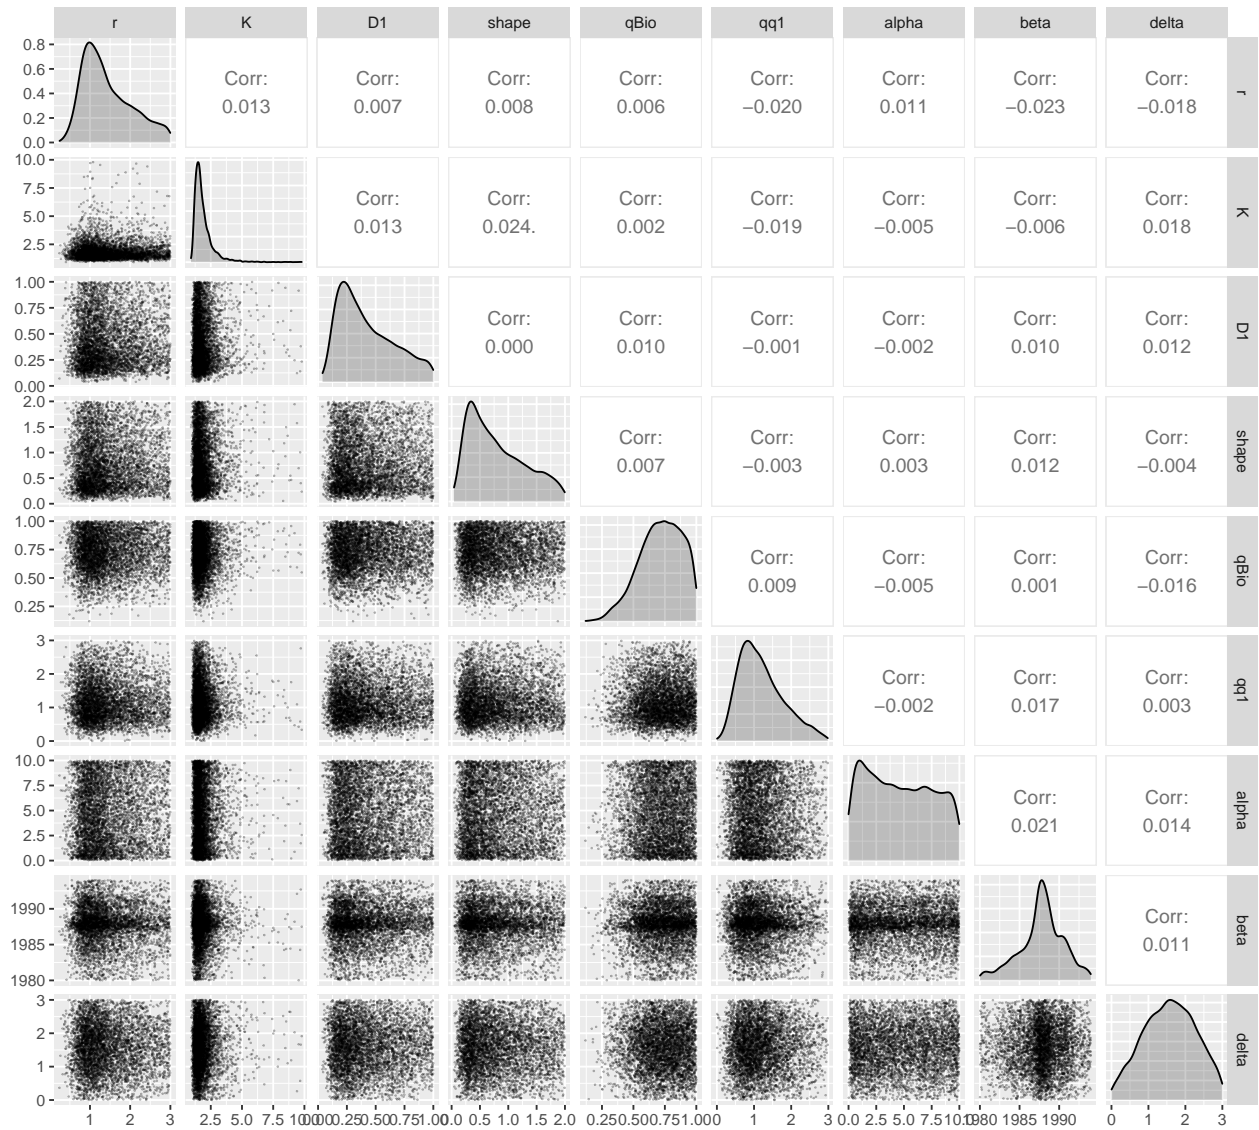 r K D1 shape qBio qq1 alpha beta delta
0.8
0.6
0.4
0.2
0.0
Corr: Corr: Corr: Corr: Corr: Corr: Corr: Corr:
0.013 0.007 0.008 0.006 −0.020 0.011 −0.023 −0.018
r
10.0
7.5
5.0
2.5
Corr: Corr: Corr: Corr: Corr: Corr: Corr:
0.013 0.024. 0.002 −0.019 −0.005 −0.006 0.018
K
1.00
0.75
0.50
0.25
0.00
Corr: Corr: Corr: Corr: Corr: Corr:
0.000 0.010 −0.001 −0.002 0.010 0.012
D1
2.0
1.5
1.0
0.5
0.0
Corr: Corr: Corr: Corr: Corr:
0.007 −0.003 0.003 0.012 −0.004
shape
1.00
0.75
0.50
0.25
Corr: Corr: Corr: Corr:
0.009 −0.005 0.001 −0.016
qBio
3
2
1
0
Corr: Corr: Corr:
−0.002 0.017 0.003
qq1
10.0
7.5
5.0
2.5
0.0
Corr: Corr:
0.021 0.014
alpha
1990
1985
1980
Corr:
0.011
beta
3
2
1
0
delta
1 2 3 2.5 5.0 7.5 10.0 0.00 0.25 0.50 0.75 1.00 0.0 0.5 1.0 1.5 2.0 0.25 0.50 0.75 1.00 0 1 2 3 0.0 2.5 5.0 7.5 10.0 1980 1985 1990 0 1 2 3